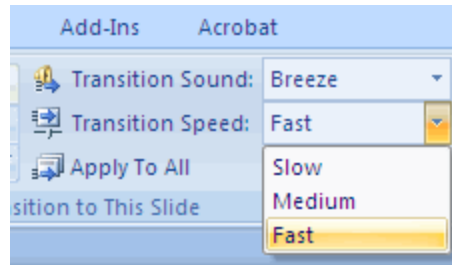 Add-Ins Acrobat
Transition Sound: Breeze
Transition Speed: Fast
Apply To All
Slow
Medium
sition to This Slide
Fast